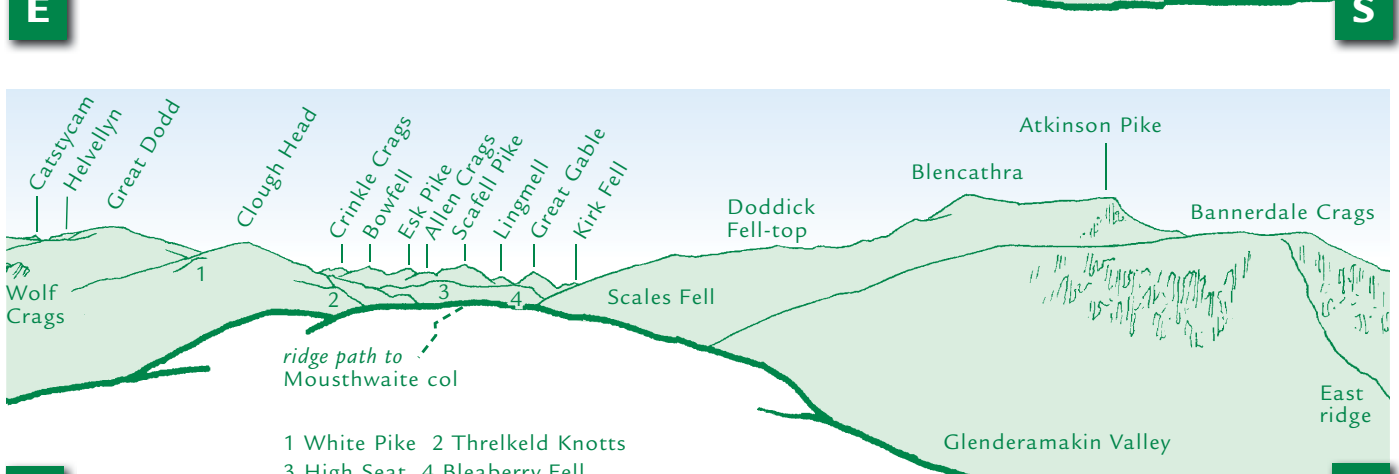 E
S
Catstycam
Helvellyn
Great Dodd
Clough Head
Crinkle Crags
Bowfell
Esk Pike
Allen Crags
Scafell Pike
Lingmell
Great Gable
Kirk Fell
Doddick
Fell-top
Blencathra
Atkinson Pike
Bannerdale Crags
Wolf
Crags
1
2
3
4
Scales Fell
ridge path to
Mousthwaite col
East
ridge
Glenderamakin Valley
1 White Pike 2 Threlkeld Knotts
3 High Seat 4 Bleaberry Fell